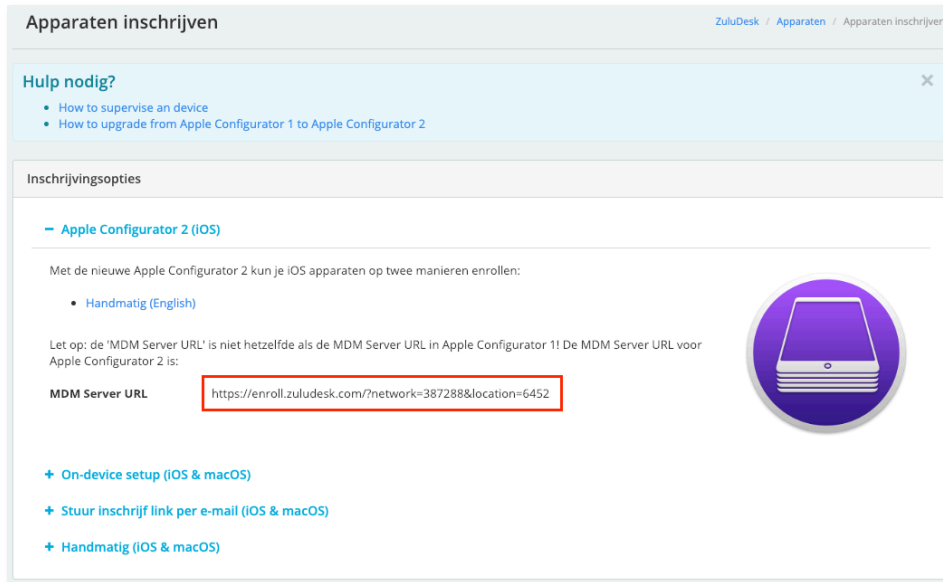 Apparaten inschrijven
ZuluDesk / Apparaten / Apparaten inschrijven
Hulp nodig?
How to supervise an device
How to upgrade from Apple Configurator 1 to Apple Configurator 2
Inschrijvingsopties
Apple Configurator 2 (iOS)
Met de nieuwe Apple Configurator 2 kun je iOS apparaten op twee manieren enrollen:
Handmatig (English)
Let op: de 'MDM Server URL' is niet hetzelfde als de MDM Server URL in Apple Configurator 1! De MDM Server URL voor
Apple Configurator 2 is:
MDM Server URL https://enroll.zuludesk.com/?network=387288&location=6452
On-device setup (iOS & macOS)
Stuur inschrijf link per e-mail (iOS & macOS)
Handmatig (iOS & macOS)